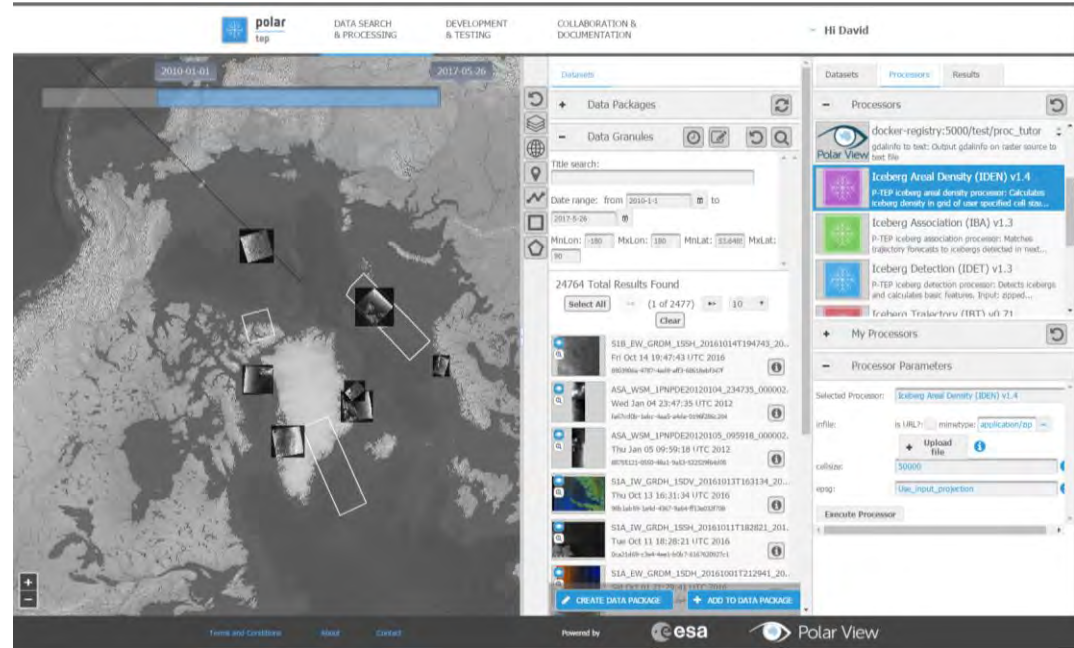 polar
tep
DATA SEARCH
& PROCESSING
DEVELOPMENT
& TESTING
COLLABORATION &
DOCUMENTATION
Hi David
2010-01-01
2017-05-26
Datasets
+ Data Packages
− Data Granules
Title search:
Date range: from 2010-1-1 to
2017-5-26
MnLon: -180 MxLon: 180 MnLat: MxLat:
90
24764 Total Results Found
Select All (1 of 2477) 10
Clear
S1B_EW_GRDM_1SSH_20161014T194743_20...
Fri Oct 14 19:47:43 UTC 2016
ASA_WSM_1PNPDE20120104_234735_000002...
Wed Jan 04 23:47:35 UTC 2012
ASA_WSM_1PNPDE20120105_095918_000002...
Thu Jan 05 09:59:18 UTC 2012
S1A_IW_GRDH_1SDV_20161013T163134_20...
Thu Oct 13 16:31:34 UTC 2016
S1A_IW_GRDH_1SSH_20161011T182821_201...
Tue Oct 11 18:28:21 UTC 2016
S1A_EW_GRDM_1SDH_20161001T212941_20...
CREATE DATA PACKAGE
+ ADD TO DATA PACKAGE
Datasets Processors Results
− Processors
Polar View
docker-registry:5000/test/proc_tutor
gdalinfo to text: Output gdalinfo on raster source to
text file
Iceberg Areal Density (IDEN) v1.4
P-TEP iceberg areal density processor: Calculates
iceberg density in grid of user specified cell size...
Iceberg Association (IBA) v1.3
P-TEP iceberg association processor: Matches
trajectory forecasts to icebergs detected in next...
Iceberg Detection (IDET) v1.3
P-TEP iceberg detection processor: Detects icebergs
and calculates basic features. Input: zipped...
Iceberg Trajectory (IBT) v0.71
+ My Processors
− Processor Parameters
Selected Processor: Iceberg Areal Density (IDEN) v1.4
infile: is URL?: mimetype: application/zip
+ Upload
file
cellsize: 50000
epsg: Use_input_projection
Execute Processor
+
−
Terms and Conditions About Contact
Powered by
esa
Polar View